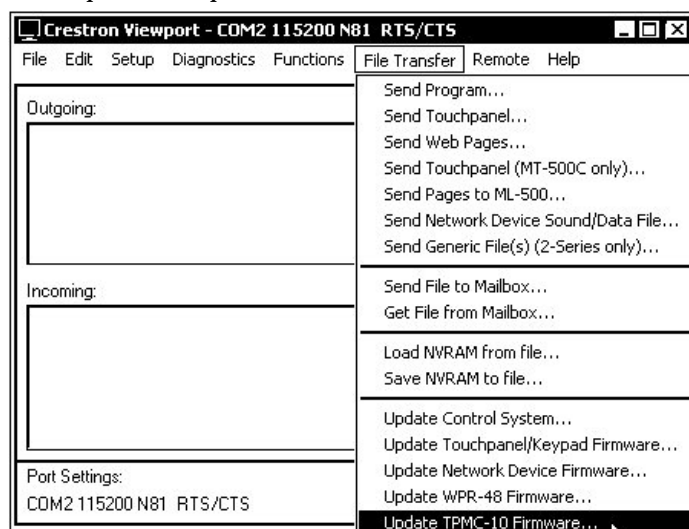 Crestron Viewport - COM2 115200 N81 RTS/CTS
File Edit Setup Diagnostics Functions File Transfer Remote Help
Outgoing:
Incoming:
Port Settings:
COM2 115200 N81 RTS/CTS
Send Program...
Send Touchpanel...
Send Web Pages...
Send Touchpanel (MT-500C only)...
Send Pages to ML-500...
Send Network Device Sound/Data File...
Send Generic File(s) (2-Series only)...
Send File to Mailbox...
Get File from Mailbox...
Load NVRAM from file...
Save NVRAM to file...
Update Control System...
Update Touchpanel/Keypad Firmware...
Update Network Device Firmware...
Update WPR-48 Firmware...
Update TPMC-10 Firmware...